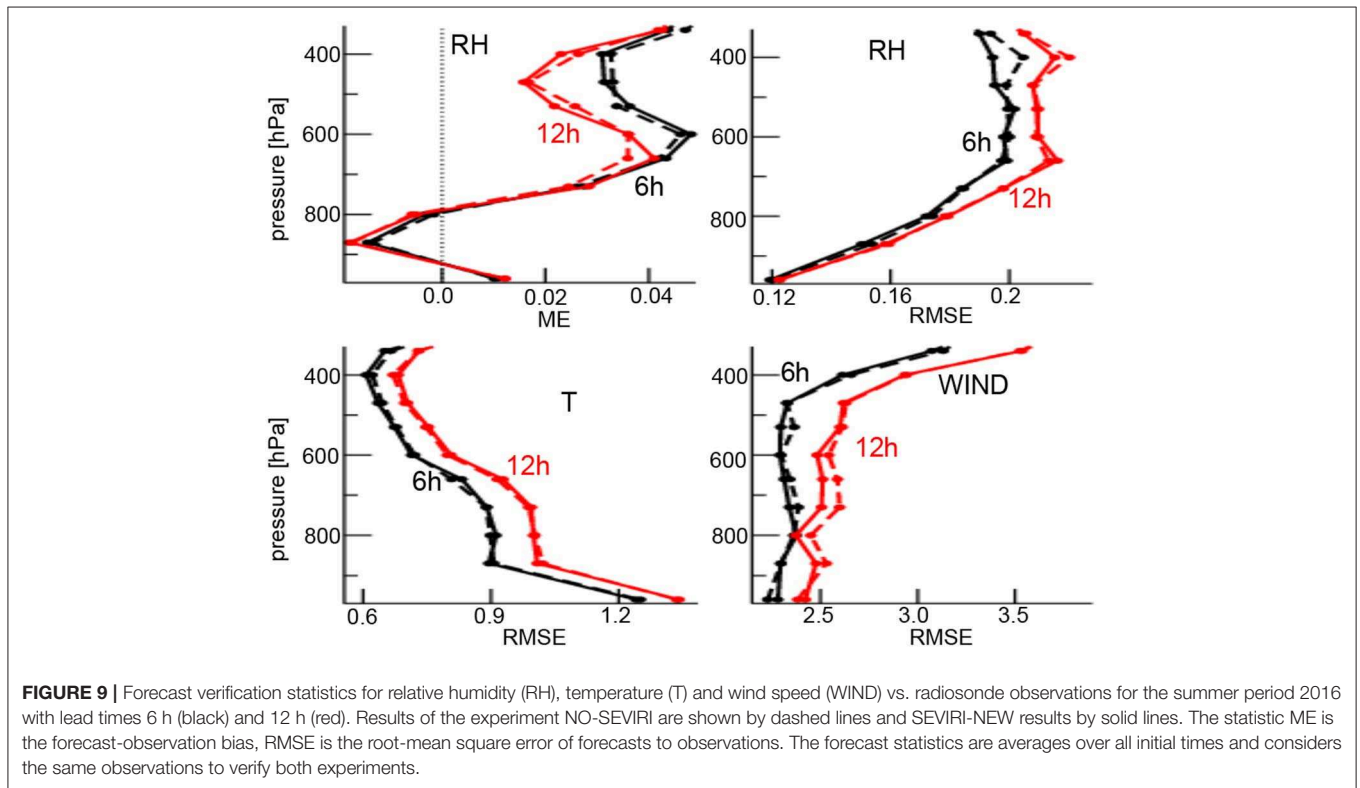 RH
400
600
800
pressure [hPa]
12h
6h
0.0
0.02
0.04
ME
RH
400
600
800
6h
12h
0.12
0.16
0.2
RMSE
T
400
600
800
pressure [hPa]
6h
12h
0.6
0.9
1.2
RMSE
6h
WIND
400
600
800
12h
2.5
3.0
3.5
RMSE
FIGURE 9 | Forecast verification statistics for relative humidity (RH), temperature (T) and wind speed (WIND) vs. radiosonde observations for the summer period 2016
with lead times 6 h (black) and 12 h (red). Results of the experiment NO-SEVIRI are shown by dashed lines and SEVIRI-NEW results by solid lines. The statistic ME is
the forecast-observation bias, RMSE is the root-mean square error of forecasts to observations. The forecast statistics are averages over all initial times and considers
the same observations to verify both experiments.